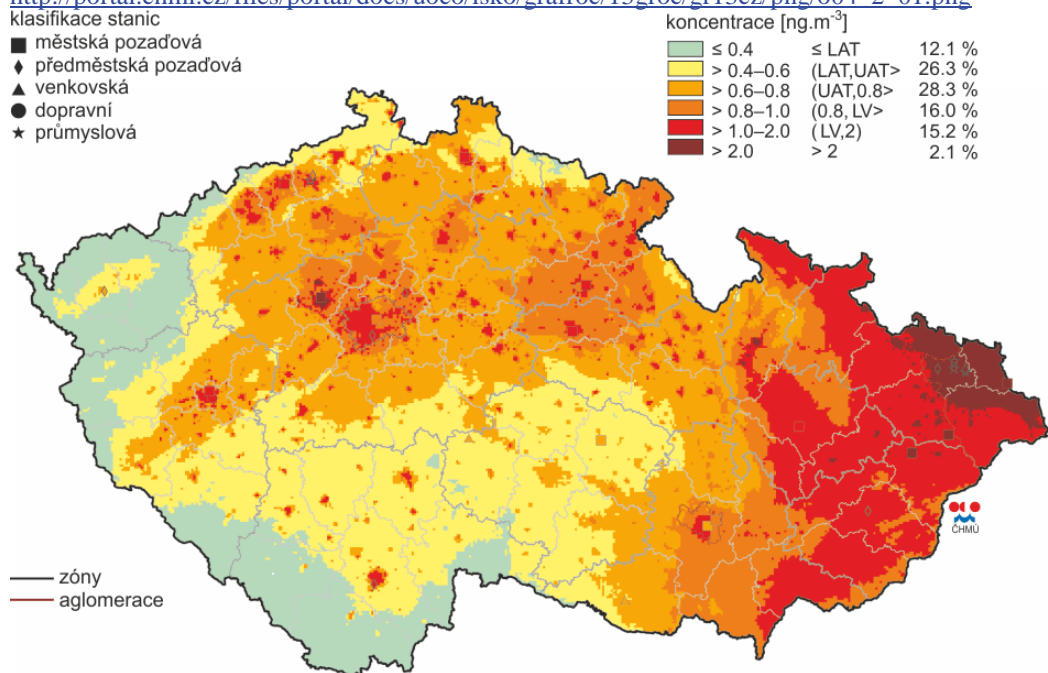 klasifikace stanic
městská pozaďová
předměstská pozaďová
venkovská
dopravní
průmyslová
koncentrace [ng.m⁻³]
≤ 0.4 ≤ LAT 12.1 %
> 0.4–0.6 (LAT,UAT> 26.3 %
> 0.6–0.8 (UAT,0.8> 28.3 %
> 0.8–1.0 (0.8, LV> 16.0 %
> 1.0–2.0 ( LV,2) 15.2 %
> 2.0 > 2 2.1 %
ČHMÚ
zóny
aglomerace